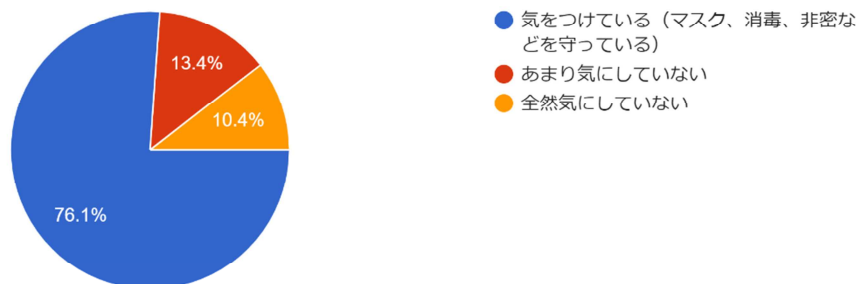 気をつけている（マスク、消毒、非密な
どを守っている）
あまり気にしていない
全然気にしていない
13.4%
10.4%
76.1%